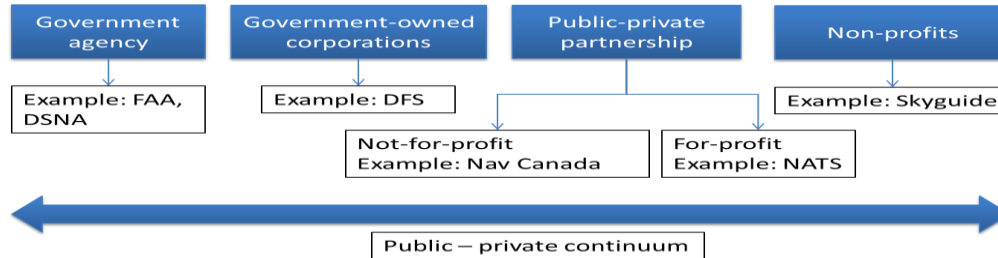 Government
agency
Government-owned
corporations
Public-private
partnership
Non-profits
Example: FAA,
DSNA
Example: DFS
Example: Skyguide
Not-for-profit
Example: Nav Canada
For-profit
Example: NATS
Public – private continuum